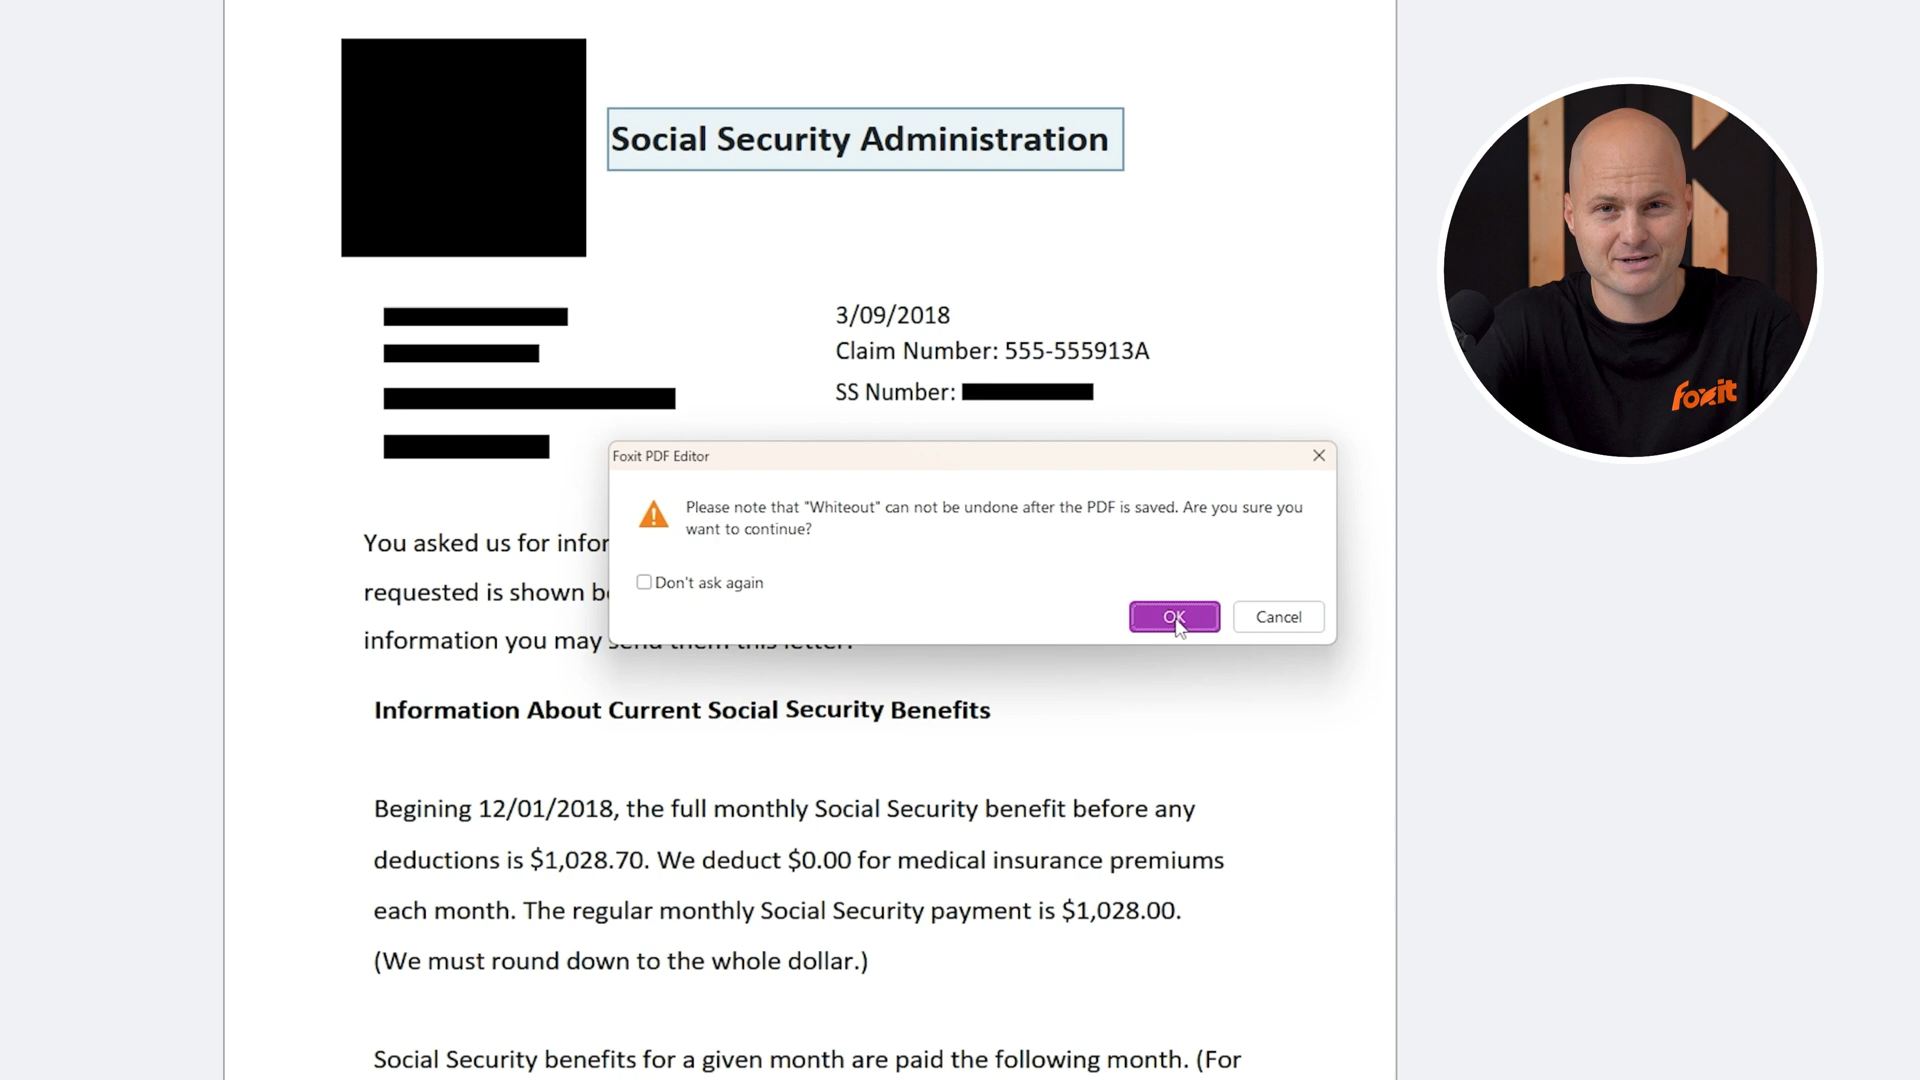 Social Security Administration
3/09/2018
Claim Number: 555-555913A
SS Number:
foxit
Foxit PDF Editor
Please note that "Whiteout" can not be undone after the PDF is saved. Are you sure you
want to continue?
Don't ask again
OK
Cancel
You asked us for infor
requested is shown b
information you may send them this letter.
Information About Current Social Security Benefits
Begining 12/01/2018, the full monthly Social Security benefit before any
deductions is $1,028.70. We deduct $0.00 for medical insurance premiums
each month. The regular monthly Social Security payment is $1,028.00.
(We must round down to the whole dollar.)
Social Security benefits for a given month are paid the following month. (For